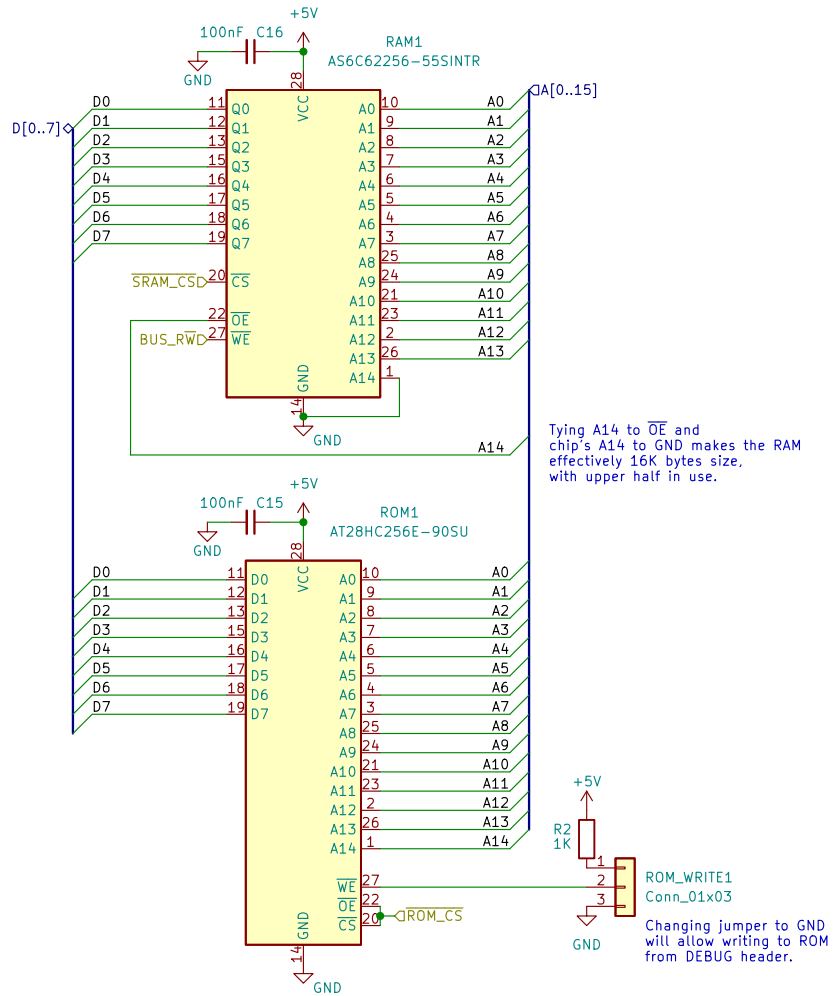 +5V
100nF C16
GND
RAM1
AS6C62256-55SINTR
28
VCC
A[0..15]
D[0..7]
D0 11 Q0 A0 10 A0
D1 12 Q1 A1 9 A1
D2 13 Q2 A2 8 A2
D3 15 Q3 A3 7 A3
D4 16 Q4 A4 6 A4
D5 17 Q5 A5 5 A5
D6 18 Q6 A6 4 A6
D7 19 Q7 A7 3 A7
A8 25 A8
SRAM_CS 20 CS A9 24 A9
A10 21 A10
22 OE A11 23 A11
BUS_RW 27 WE A12 2 A12
A13 26 A13
A14 1
GND
14
GND
A14
Tying A14 to OE and
chip's A14 to GND makes the RAM
effectively 16K bytes size,
with upper half in use.
+5V
100nF C15
GND
ROM1
AT28HC256E-90SU
28
VCC
D0 11 D0 A0 10 A0
D1 12 D1 A1 9 A1
D2 13 D2 A2 8 A2
D3 15 D3 A3 7 A3
D4 16 D4 A4 6 A4
D5 17 D5 A5 5 A5
D6 18 D6 A6 4 A6
D7 19 D7 A7 3 A7
A8 25 A8
A9 24 A9
A10 21 A10
A11 23 A11
A12 2 A12
A13 26 A13
A14 1 A14
WE 27
OE 22
CS 20
ROM_CS
GND
14
GND
+5V
R2
1K
1
2
3
GND
ROM_WRITE1
Conn_01x03
Changing jumper to GND
will allow writing to ROM
from DEBUG header.